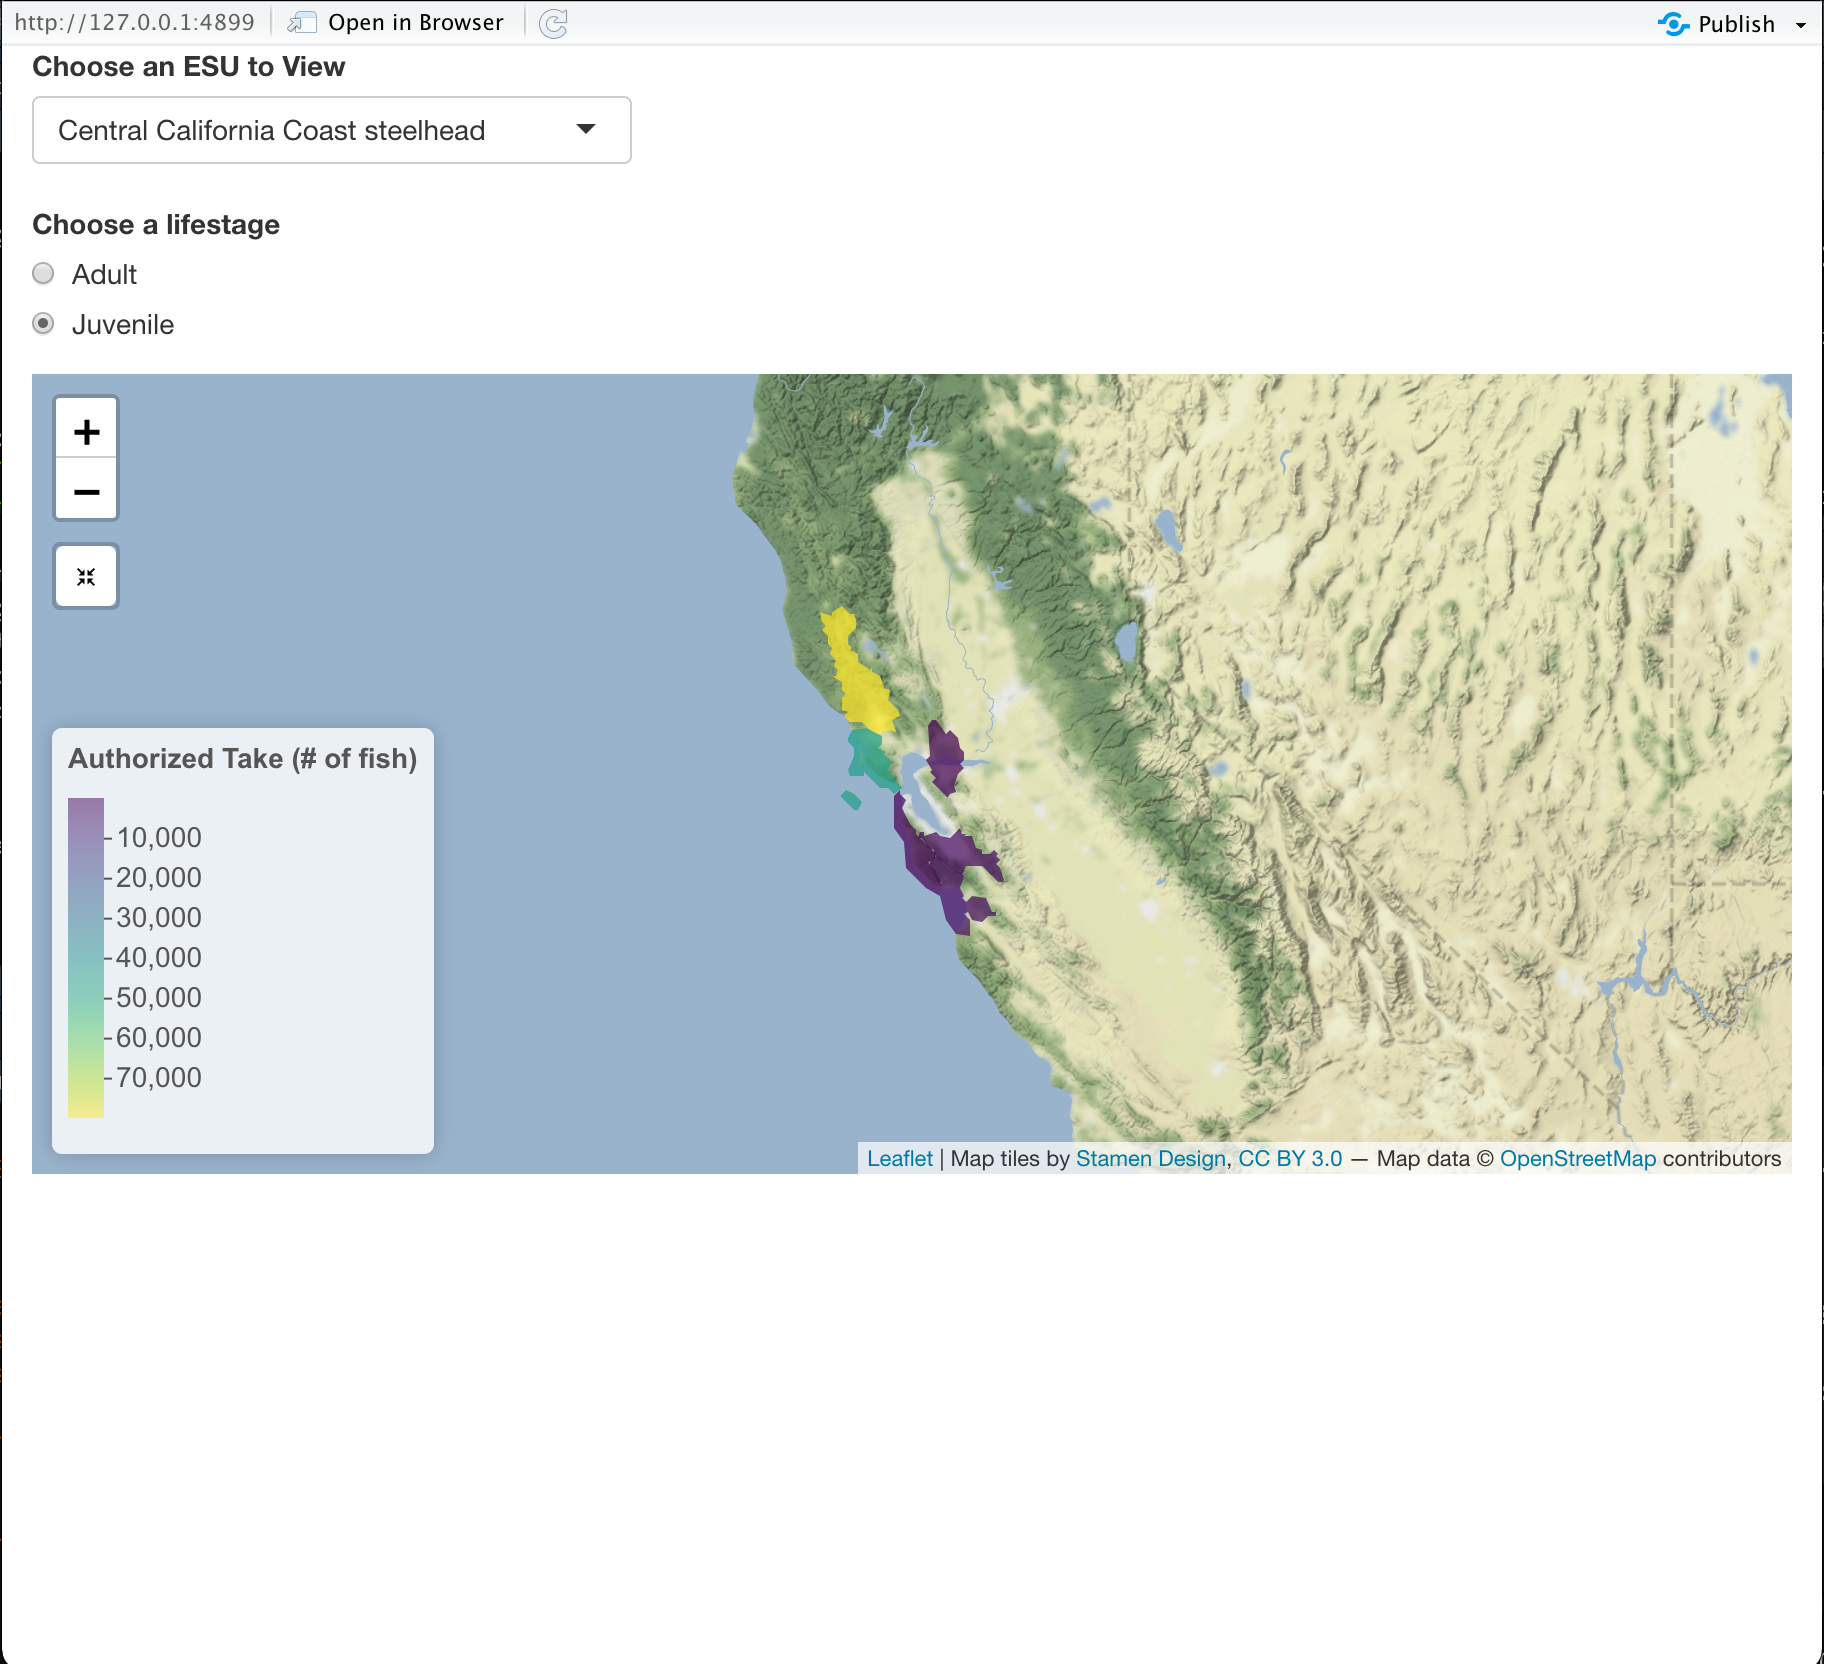 http://127.0.0.1:4899 Open in Browser Publish
Choose an ESU to View
Central California Coast steelhead
Choose a lifestage
Adult
Juvenile
+
−
Authorized Take (# of fish)
10,000
20,000
30,000
40,000
50,000
60,000
70,000
Leaflet | Map tiles by Stamen Design, CC BY 3.0 — Map data © OpenStreetMap contributors